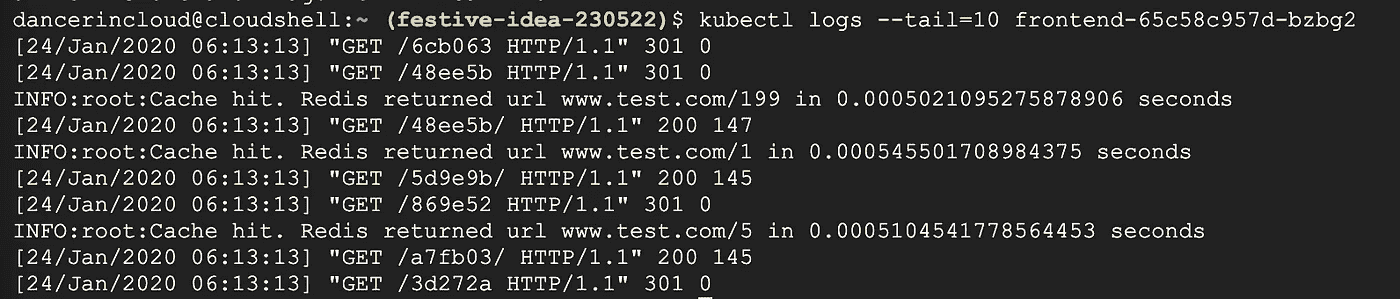 dancerincloud@cloudshell:~ (festive-idea-230522)$ kubectl logs --tail=10 frontend-65c58c957d-bzbg2
[24/Jan/2020 06:13:13] "GET /6cb063 HTTP/1.1" 301 0
[24/Jan/2020 06:13:13] "GET /48ee5b HTTP/1.1" 301 0
INFO:root:Cache hit. Redis returned url www.test.com/199 in 0.0005021095275878906 seconds
[24/Jan/2020 06:13:13] "GET /48ee5b/ HTTP/1.1" 200 147
INFO:root:Cache hit. Redis returned url www.test.com/1 in 0.000545501708984375 seconds
[24/Jan/2020 06:13:13] "GET /5d9e9b/ HTTP/1.1" 200 145
[24/Jan/2020 06:13:13] "GET /869e52 HTTP/1.1" 301 0
INFO:root:Cache hit. Redis returned url www.test.com/5 in 0.0005104541778564453 seconds
[24/Jan/2020 06:13:13] "GET /a7fb03/ HTTP/1.1" 200 145
[24/Jan/2020 06:13:13] "GET /3d272a HTTP/1.1" 301 0